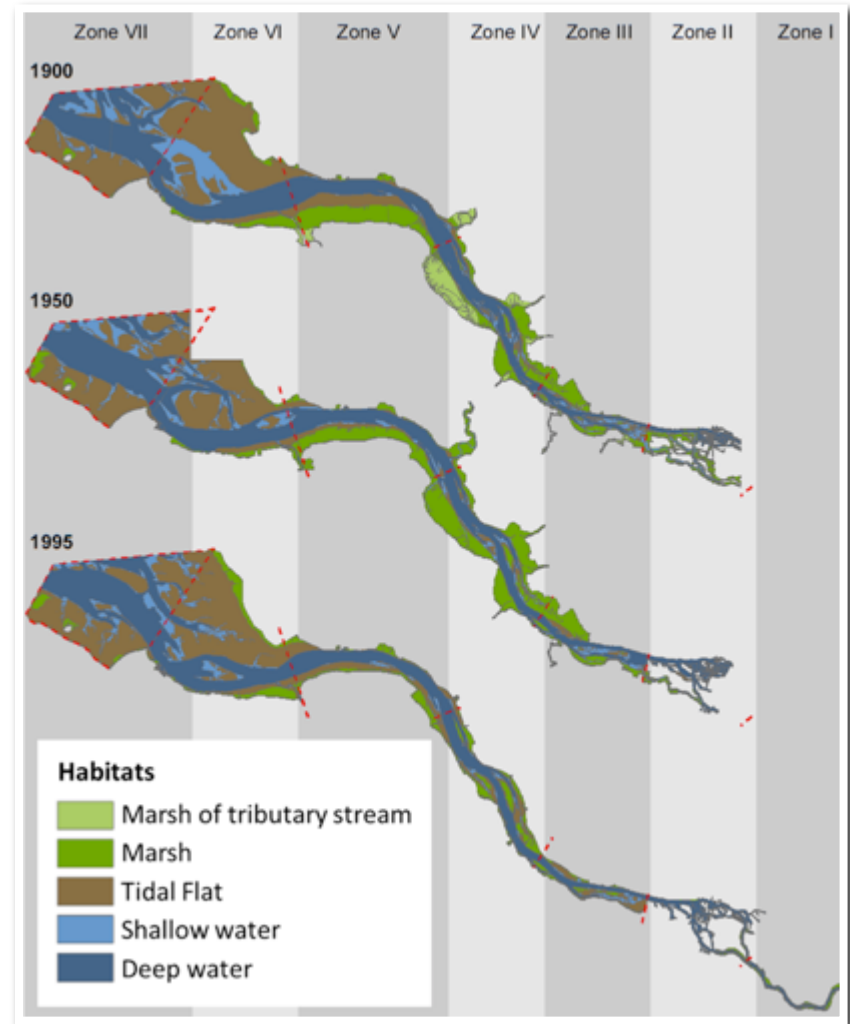 Zone VII Zone VI Zone V Zone IV Zone III Zone II Zone I
1900
1950
1995
Habitats
Marsh of tributary stream
Marsh
Tidal Flat
Shallow water
Deep water